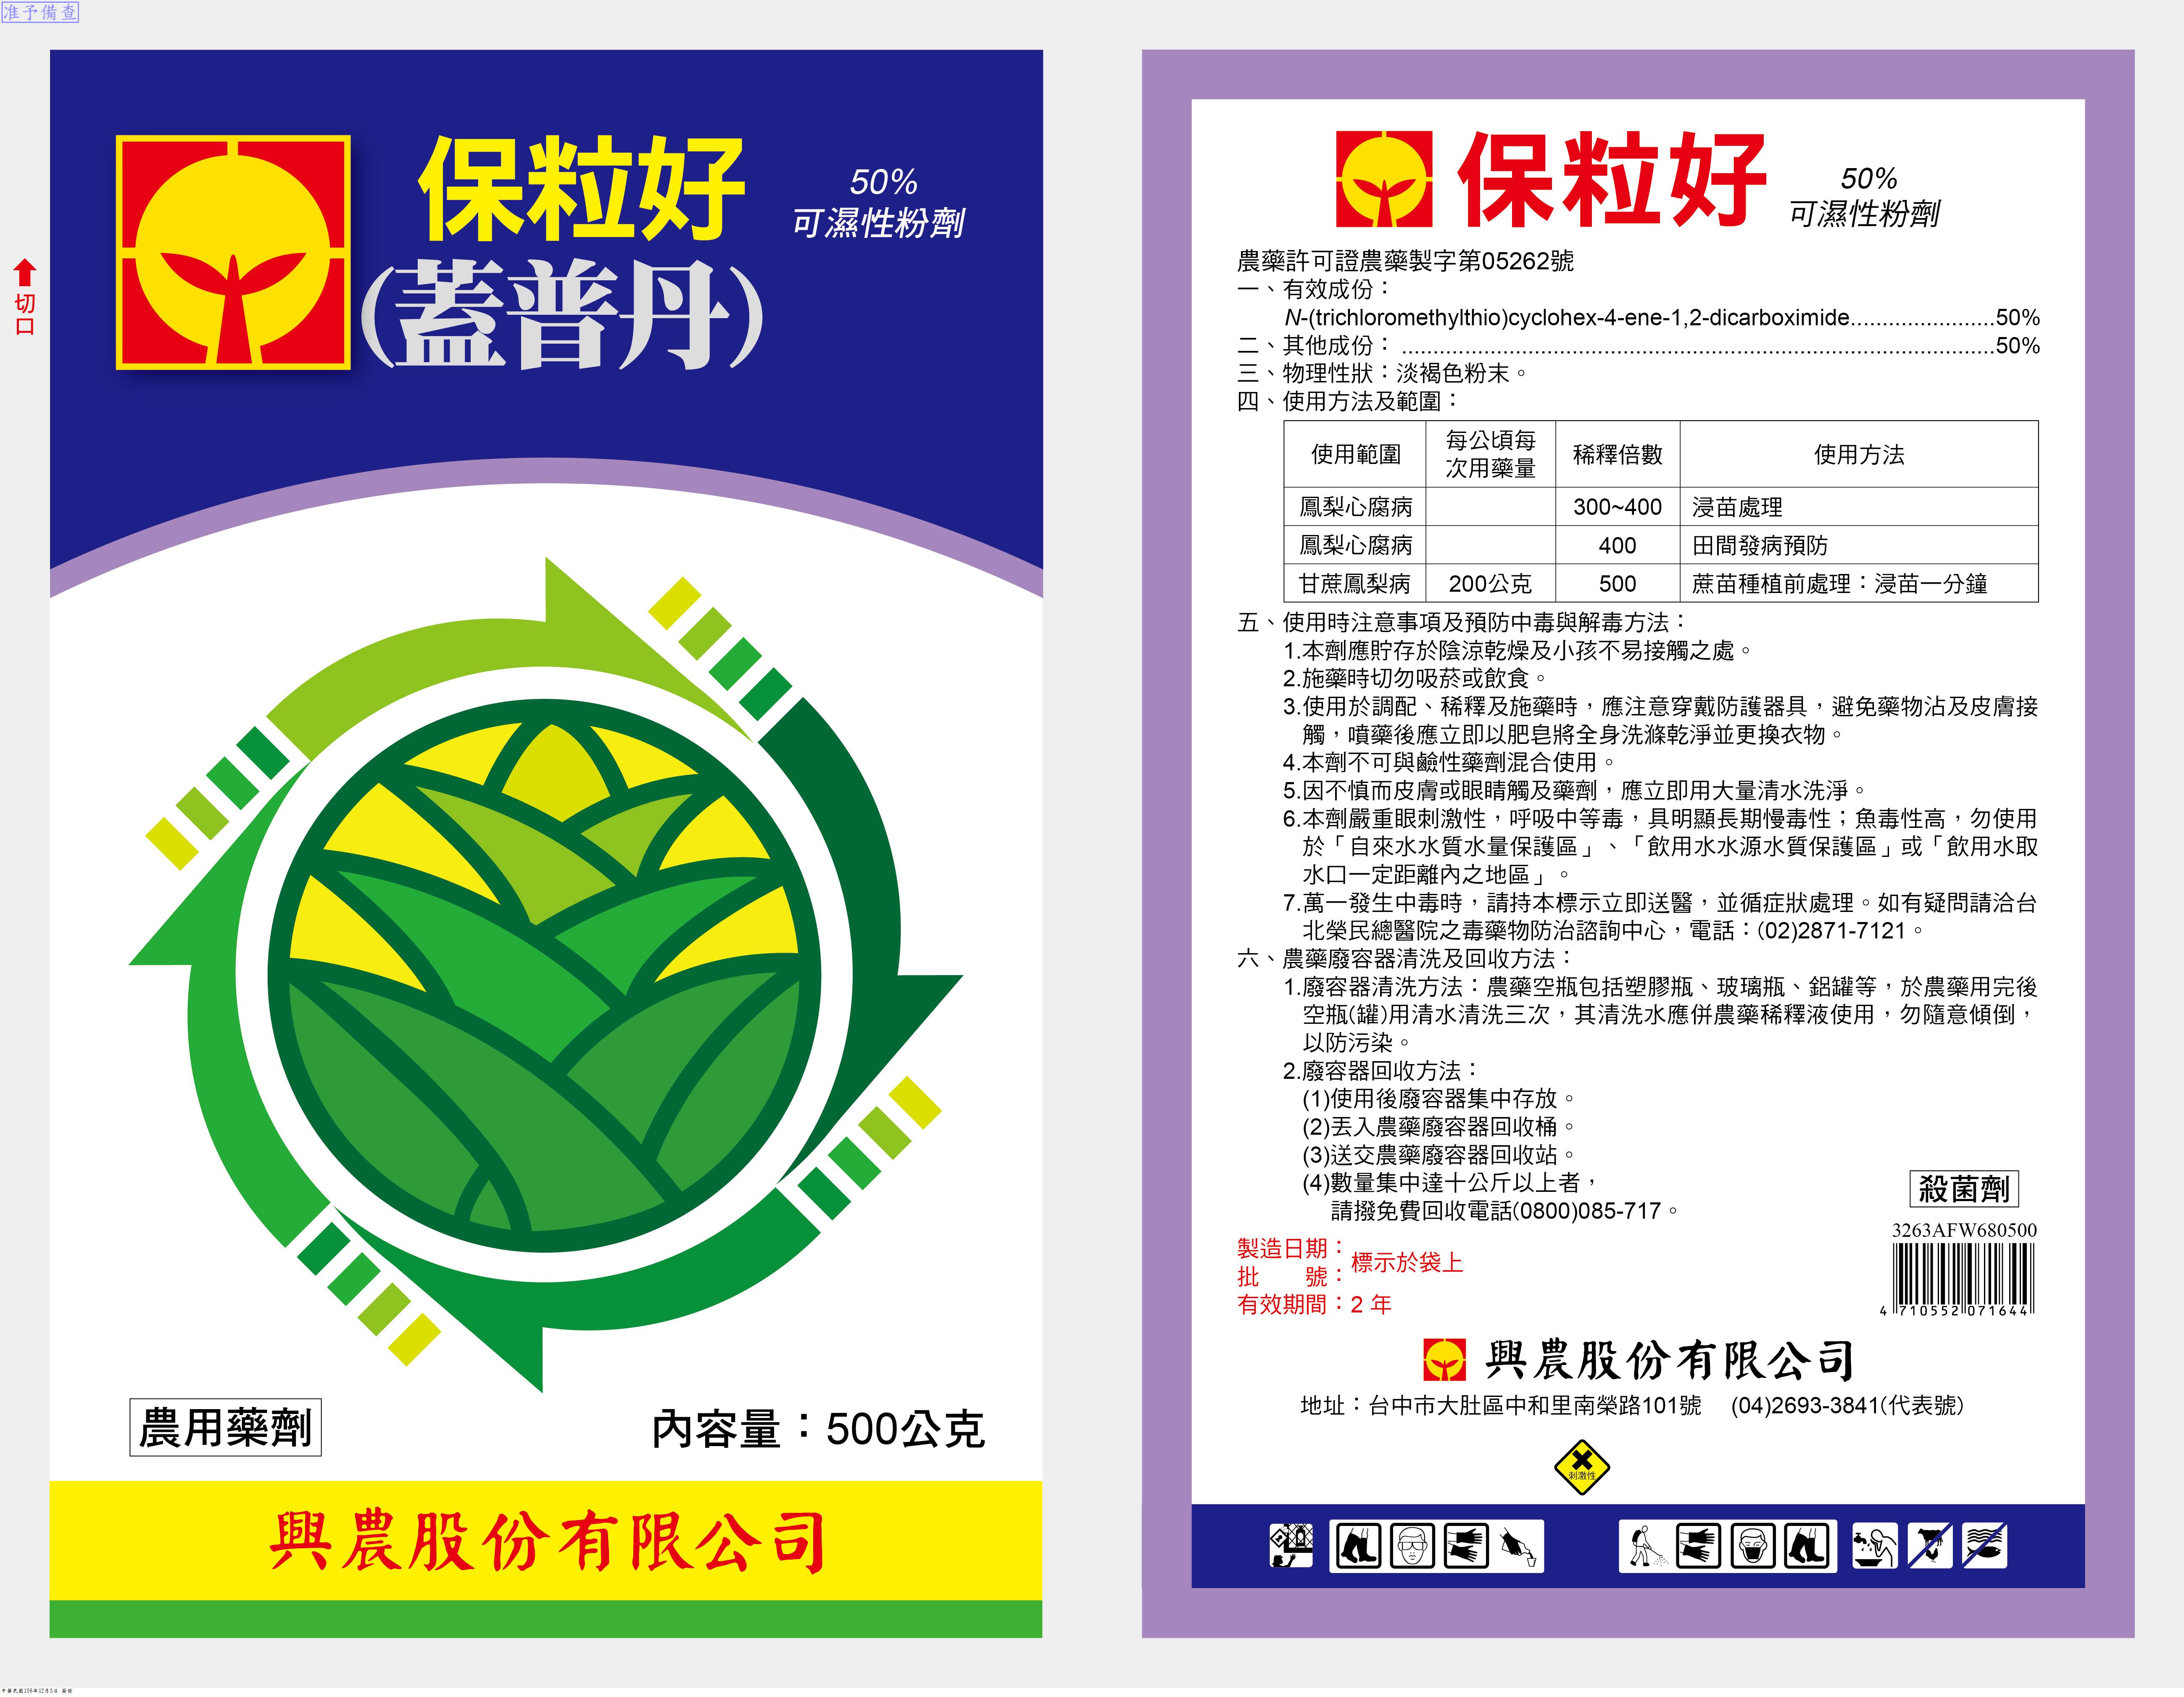 准予備查
切口
保粒好
50%
可濕性粉劑
(蓋普丹)
農用藥劑
內容量：500公克
興農股份有限公司
保粒好
50%
可濕性粉劑
農藥許可證農藥製字第05262號
一、有效成份：
N-(trichloromethylthio)cyclohex-4-ene-1,2-dicarboximide.......................50%
二、其他成份：..............................................................................................50%
三、物理性狀：淡褐色粉末。
四、使用方法及範圍：
使用範圍 每公頃每次用藥量 稀釋倍數 使用方法
鳳梨心腐病 300~400 浸苗處理
鳳梨心腐病 400 田間發病預防
甘蔗鳳梨病 200公克 500 蔗苗種植前處理：浸苗一分鐘
五、使用時注意事項及預防中毒與解毒方法：
1.本劑應貯存於陰涼乾燥及小孩不易接觸之處。
2.施藥時切勿吸菸或飲食。
3.使用於調配、稀釋及施藥時，應注意穿戴防護器具，避免藥物沾及皮膚接
觸，噴藥後應立即以肥皂將全身洗滌乾淨並更換衣物。
4.本劑不可與鹼性藥劑混合使用。
5.因不慎而皮膚或眼睛觸及藥劑，應立即用大量清水洗淨。
6.本劑嚴重眼刺激性，呼吸中等毒，具明顯長期慢毒性；魚毒性高，勿使用
於「自來水水質水量保護區」、「飲用水水源水質保護區」或「飲用水取
水口一定距離內之地區」。
7.萬一發生中毒時，請持本標示立即送醫，並循症狀處理。如有疑問請洽台
北榮民總醫院之毒藥物防治諮詢中心，電話：(02)2871-7121。
六、農藥廢容器清洗及回收方法：
1.廢容器清洗方法：農藥空瓶包括塑膠瓶、玻璃瓶、鋁罐等，於農藥用完後
空瓶(罐)用清水清洗三次，其清洗水應併農藥稀釋液使用，勿隨意傾倒，
以防污染。
2.廢容器回收方法：
(1)使用後廢容器集中存放。
(2)丟入農藥廢容器回收桶。
(3)送交農藥廢容器回收站。
(4)數量集中達十公斤以上者，
請撥免費回收電話(0800)085-717。
殺菌劑
3263AFW680500
4 710552 071644
製造日期：
批　　號：
標示於袋上
有效期間：2 年
興農股份有限公司
地址：台中市大肚區中和里南榮路101號　(04)2693-3841(代表號)
刺激性